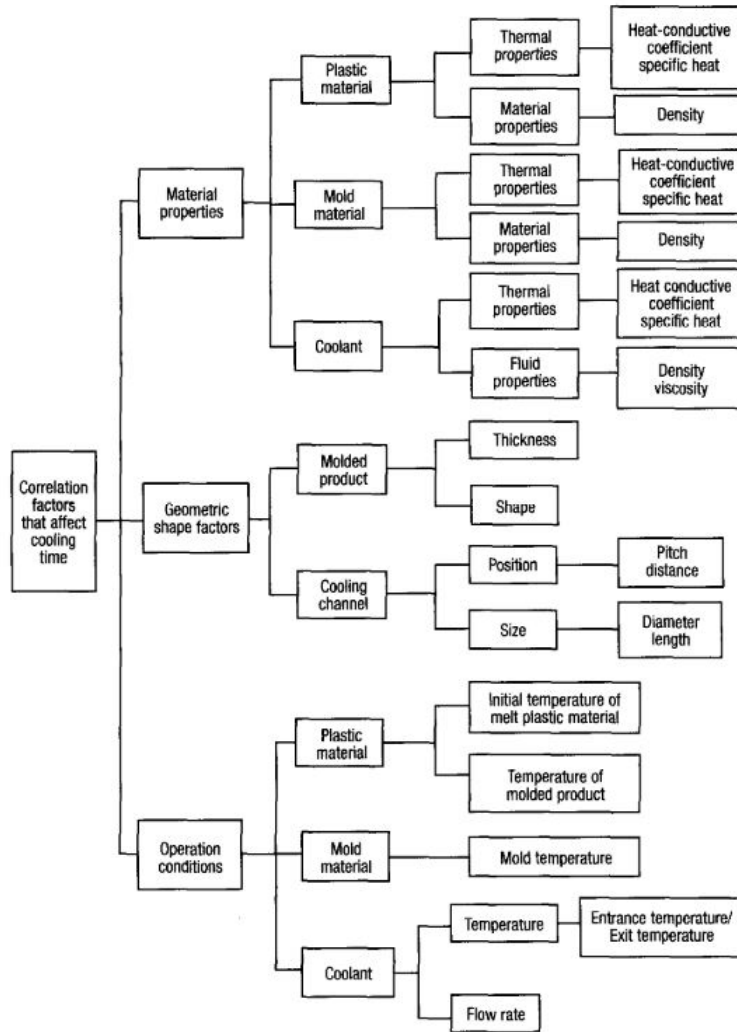 Correlation
factors
that affect
cooling
time
Material
properties
Plastic
material
Thermal
properties
Heat-conductive
coefficient
specific heat
Material
properties
Density
Mold
material
Thermal
properties
Heat-conductive
coefficient
specific heat
Material
properties
Density
Coolant
Thermal
properties
Heat conductive
coefficient
specific heat
Fluid
properties
Density
viscosity
Geometric
shape factors
Molded
product
Thickness
Shape
Cooling
channel
Position
Pitch
distance
Size
Diameter
length
Operation
conditions
Plastic
material
Initial temperature of
melt plastic material
Temperature of
molded product
Mold
material
Mold temperature
Coolant
Temperature
Entrance temperature/
Exit temperature
Flow rate